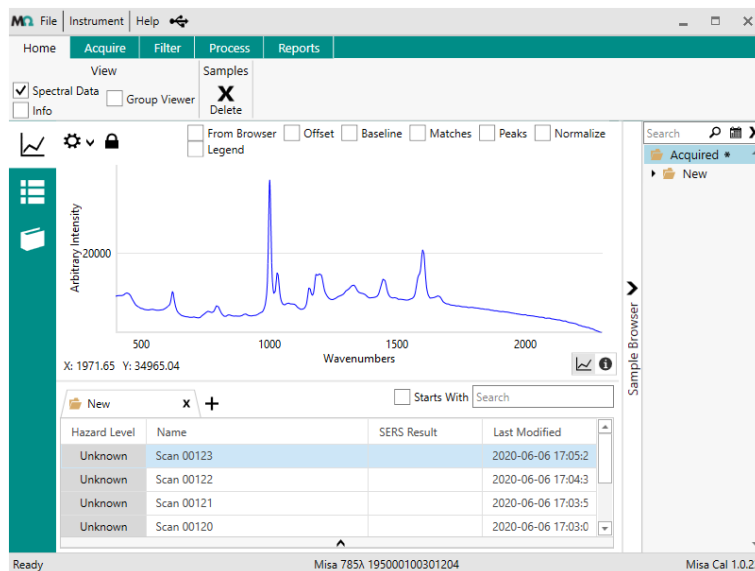 MΩ File Instrument Help
Home Acquire Filter Process Reports
View Samples
Spectral Data
Group Viewer
Info
Delete
From Browser Offset Baseline Matches Peaks Normalize
Legend
Search
Acquired *
New
Arbitrary Intensity
20000
500 1000 1500 2000
Wavenumbers
X: 1971.65 Y: 34965.04
Sample Browser
New x +
Starts With Search
Hazard Level Name SERS Result Last Modified
Unknown Scan 00123 2020-06-06 17:05:2
Unknown Scan 00122 2020-06-06 17:04:3
Unknown Scan 00121 2020-06-06 17:03:5
Unknown Scan 00120 2020-06-06 17:03:0
Ready Misa 785λ 195000100301204 Misa Cal 1.0.2